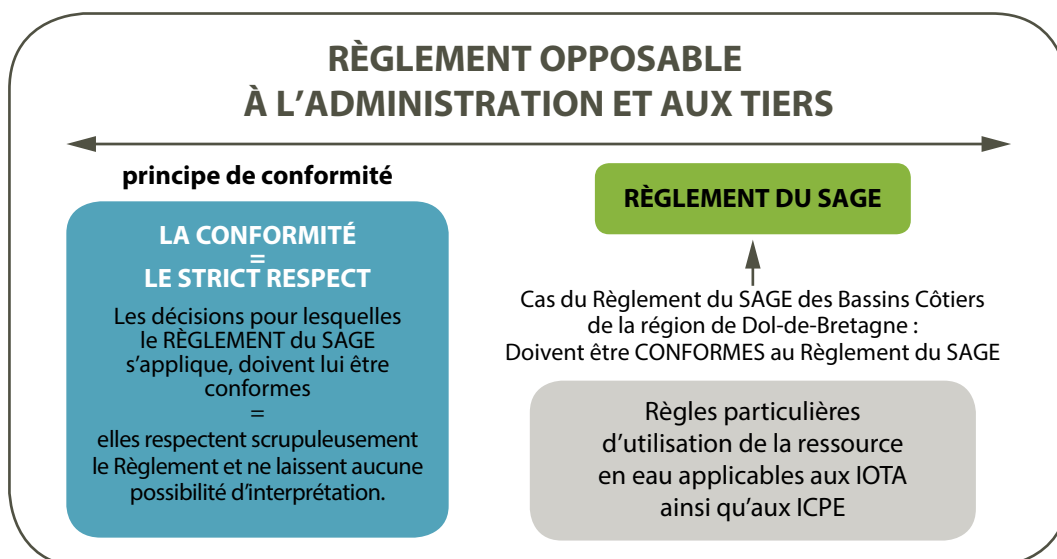 RÈGLEMENT OPPOSABLE
À L'ADMINISTRATION ET AUX TIERS
principe de conformité
LA CONFORMITÉ
=
LE STRICT RESPECT
Les décisions pour lesquelles
le RÈGLEMENT du SAGE
s'applique, doivent lui être
conformes
=
elles respectent scrupuleusement
le Règlement et ne laissent aucune
possibilité d'interprétation.
RÈGLEMENT DU SAGE
Cas du Règlement du SAGE des Bassins Côtiers
de la région de Dol-de-Bretagne :
Doivent être CONFORMES au Règlement du SAGE
Règles particulières
d'utilisation de la ressource
en eau applicables aux IOTA
ainsi qu'aux ICPE